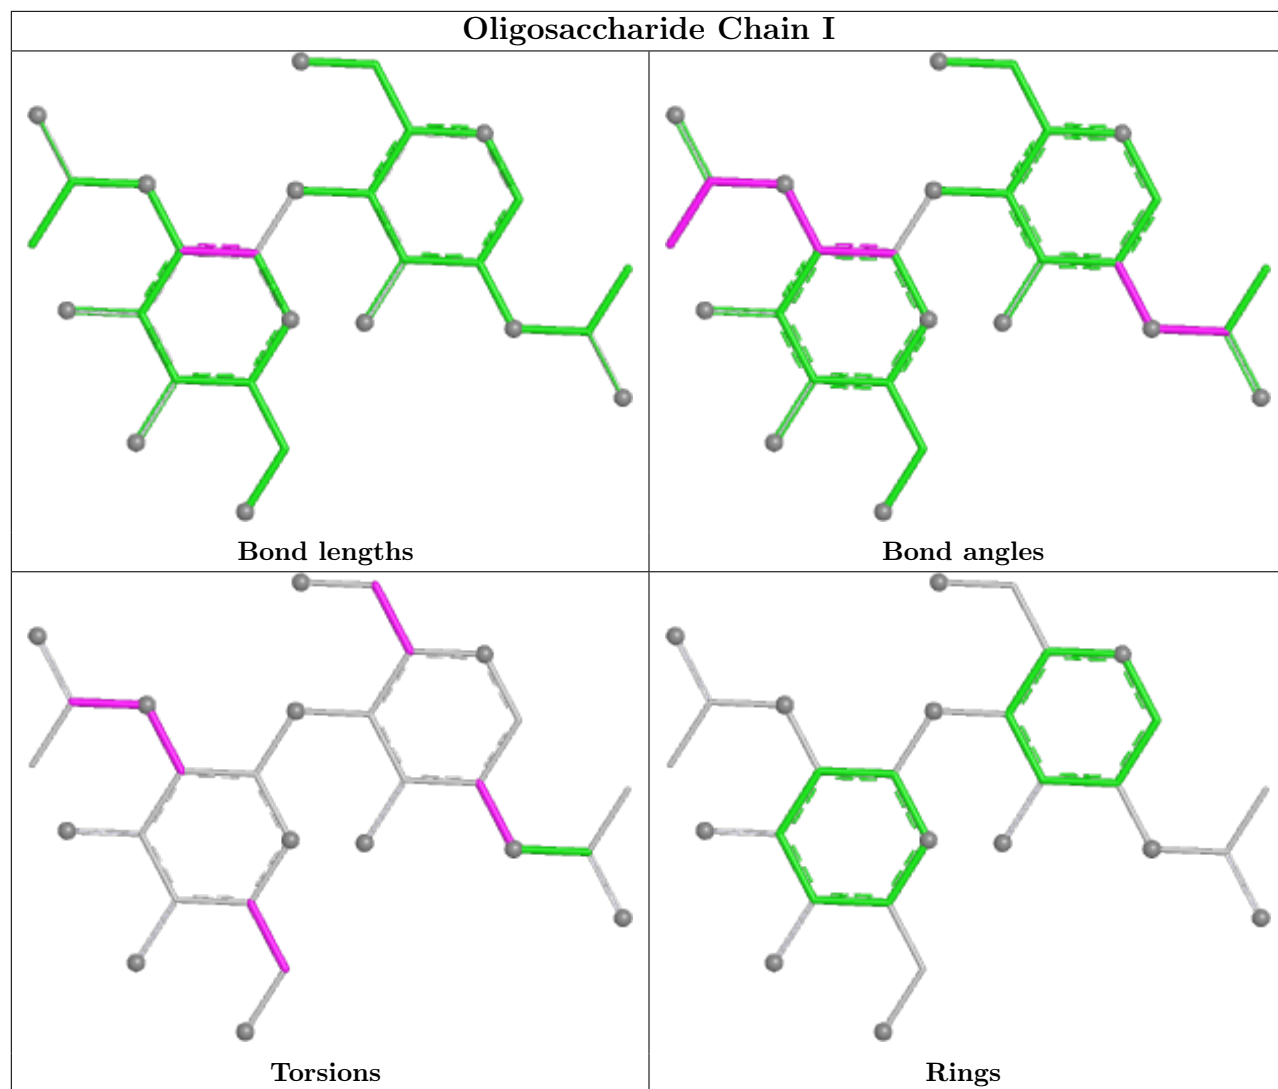 Oligosaccharide Chain I
Bond lengths
Bond angles
Torsions
Rings